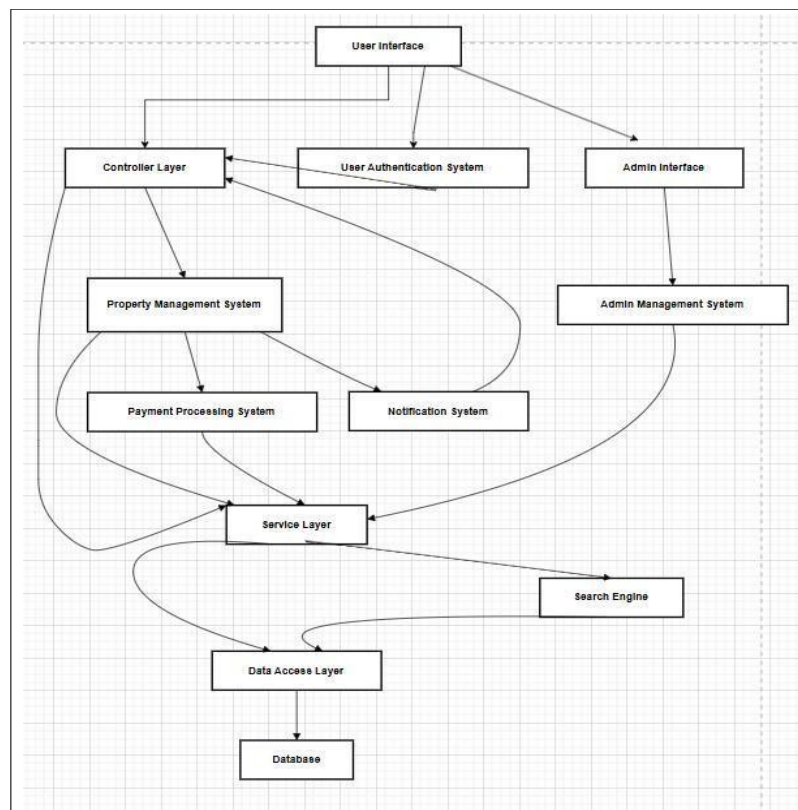 User Interface
Controller Layer
User Authentication System
Admin Interface
Property Management System
Admin Management System
Payment Processing System
Notification System
Service Layer
Search Engine
Data Access Layer
Database